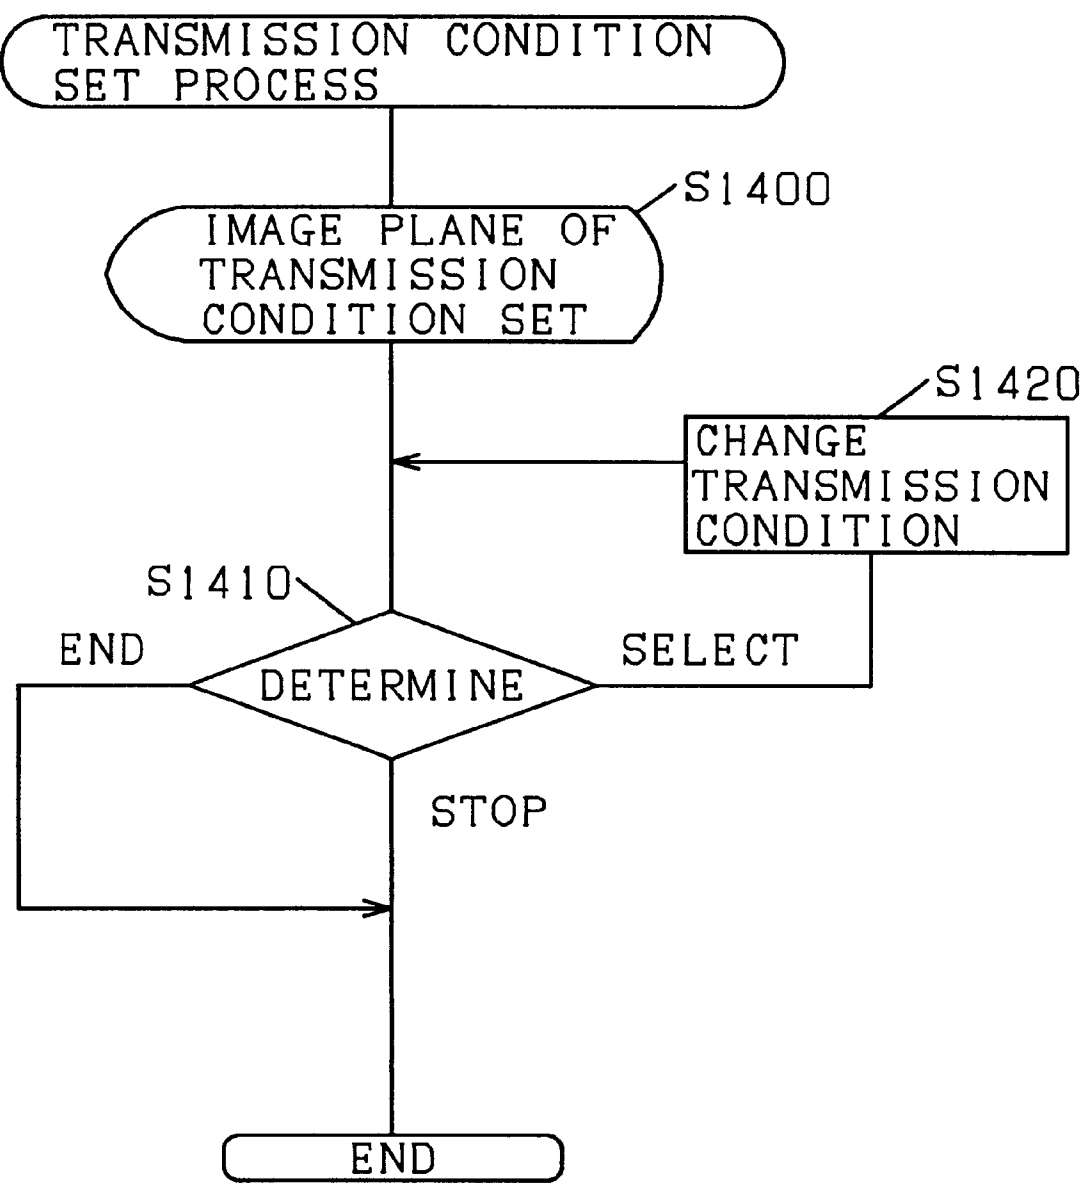 TRANSMISSION CONDITION
SET PROCESS
S1400
IMAGE PLANE OF
TRANSMISSION
CONDITION SET
S1420
CHANGE
TRANSMISSION
CONDITION
S1410
END
SELECT
DETERMINE
STOP
END